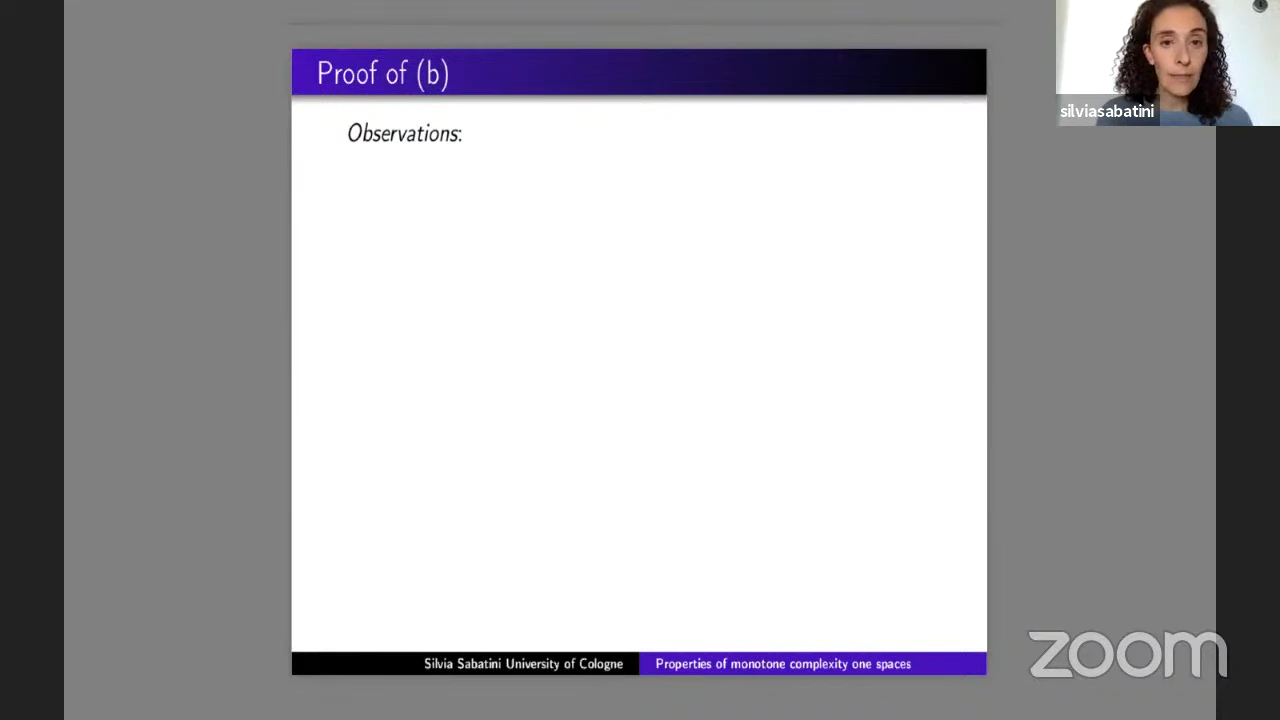 Proof of (b)
silviasabatini
Observations:
Silvia Sabatini University of Cologne
Properties of monotone complexity one spaces
zoom